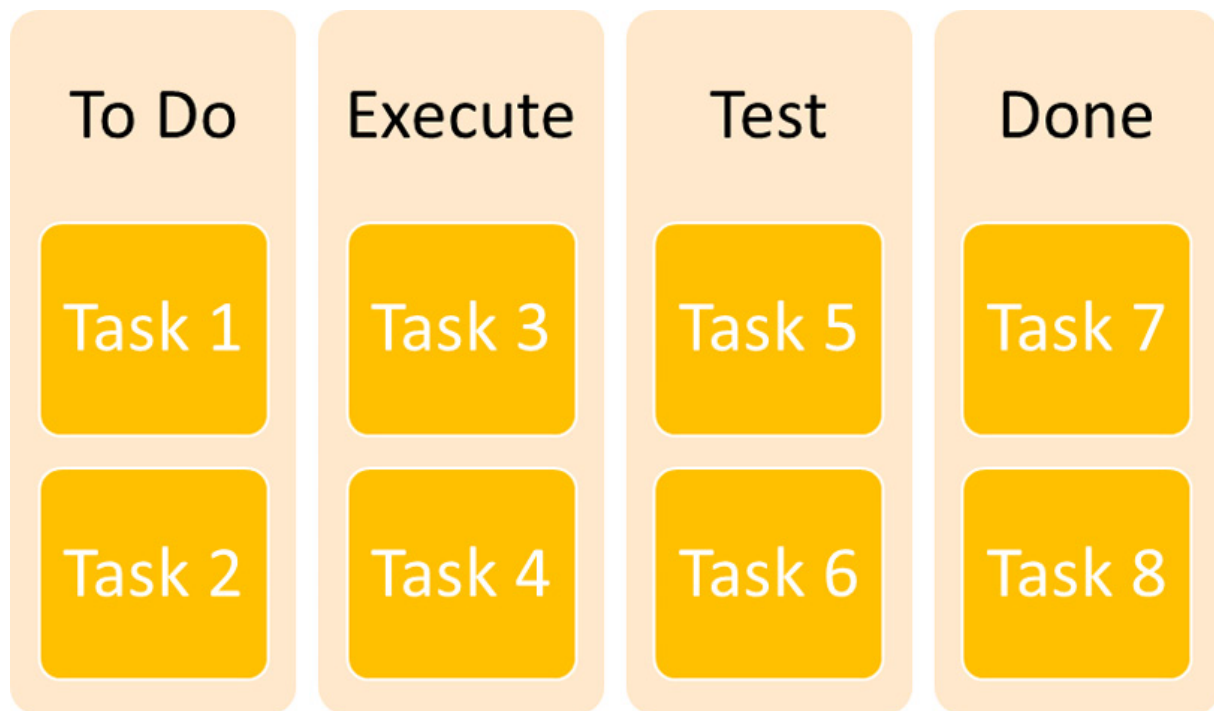 To Do
Task 1
Task 2
Execute
Task 3
Task 4
Test
Task 5
Task 6
Done
Task 7
Task 8